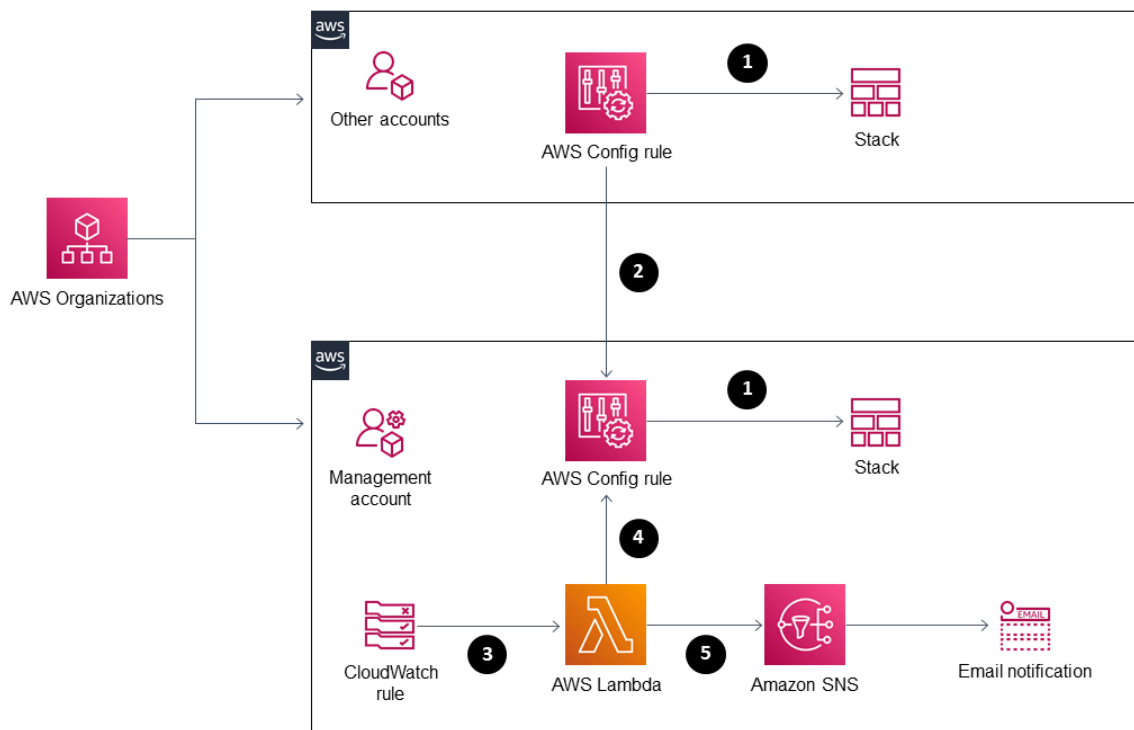 aws
1
Other accounts
AWS Config rule
Stack
2
AWS Organizations
aws
1
Management
account
AWS Config rule
Stack
4
3
5
EMAIL
CloudWatch
rule
AWS Lambda
Amazon SNS
Email notification